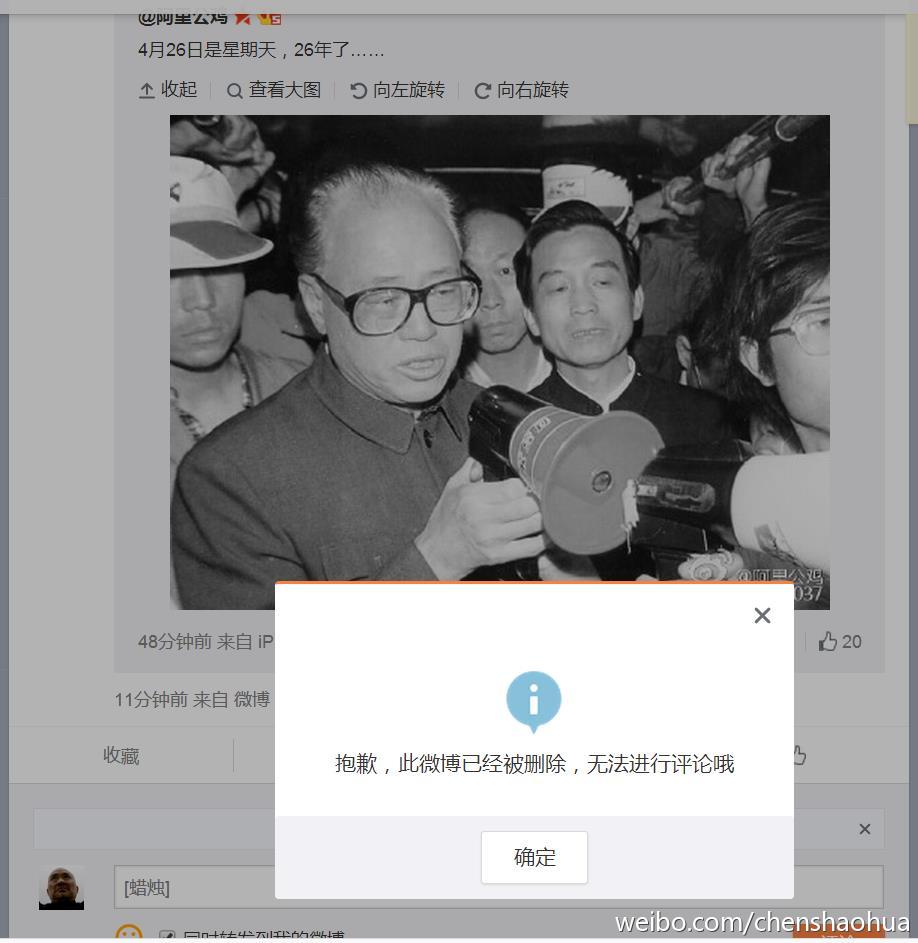 @阿里公鸡
4月26日是星期天，26年了……
收起 查看大图 向左旋转 向右旋转
@阿里公鸡
037
48分钟前 来自 iP
20
11分钟前 来自 微博
收藏
抱歉，此微博已经被删除，无法进行评论哦
确定
[蜡烛]
weibo.com/chenshaohua
同时转发到我的微博
评论